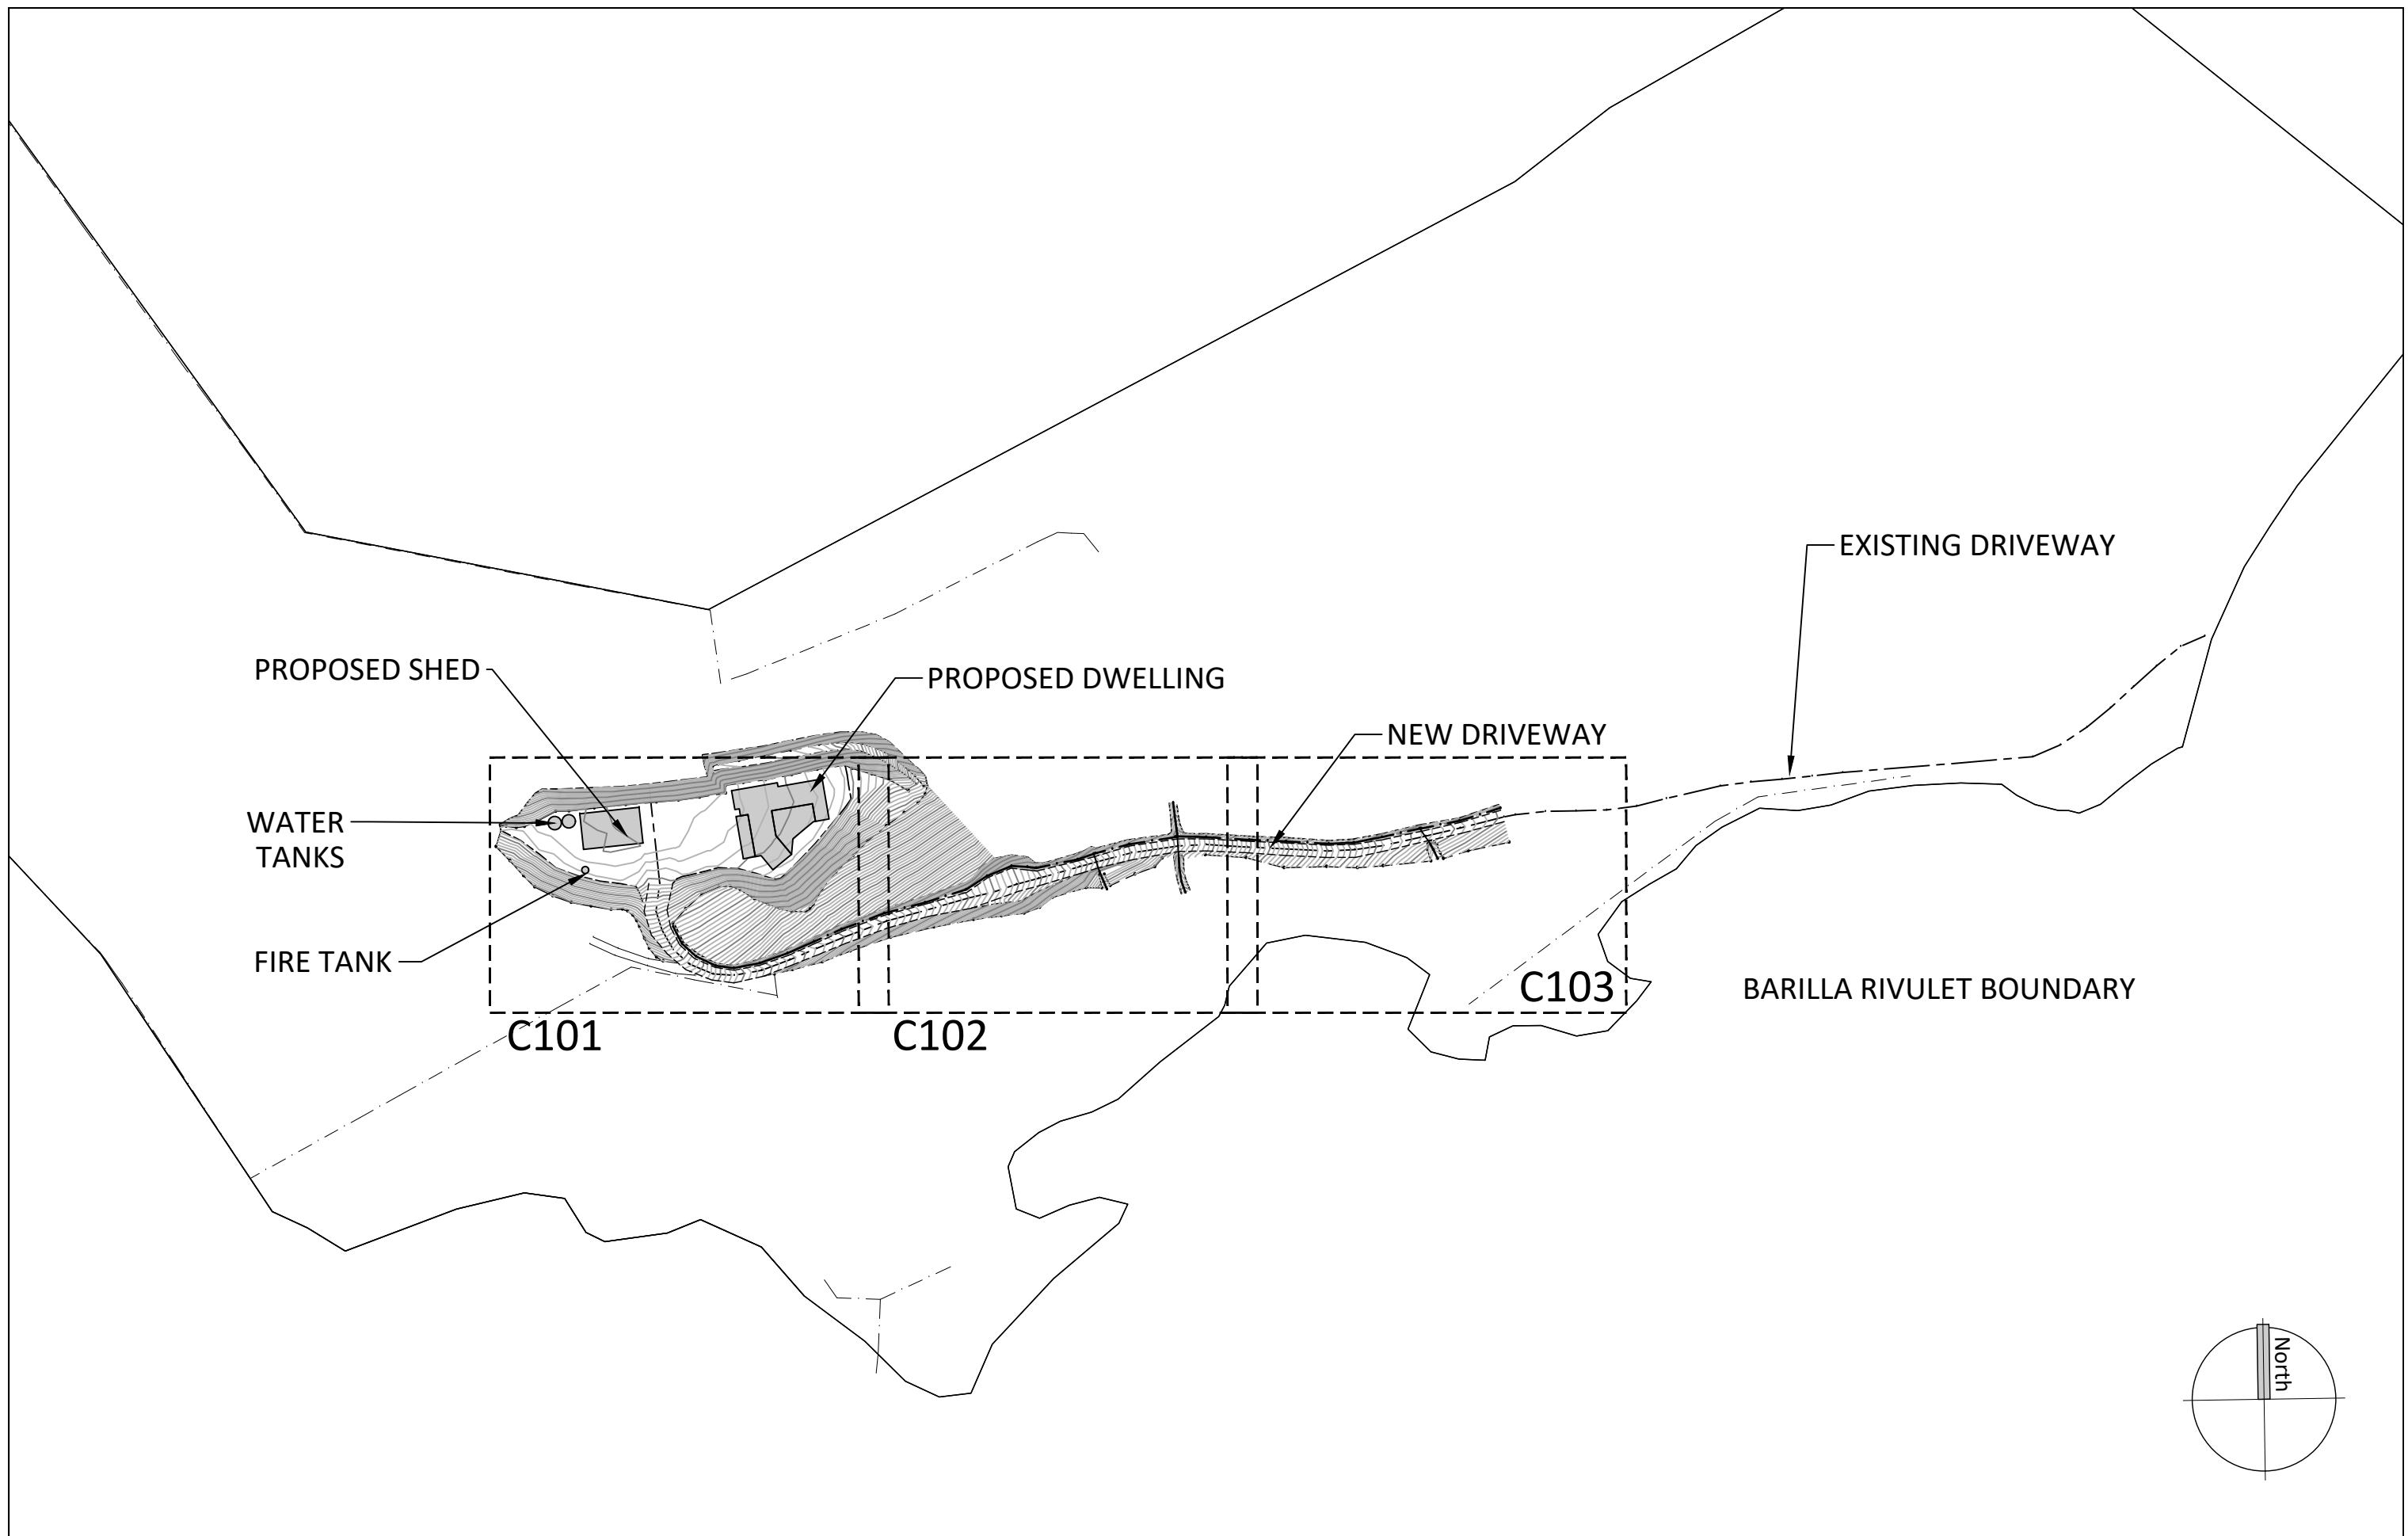 EXISTING DRIVEWAY
PROPOSED SHED
PROPOSED DWELLING
NEW DRIVEWAY
WATER
TANKS
FIRE TANK
C103
BARILLA RIVULET BOUNDARY
C101
C102
North